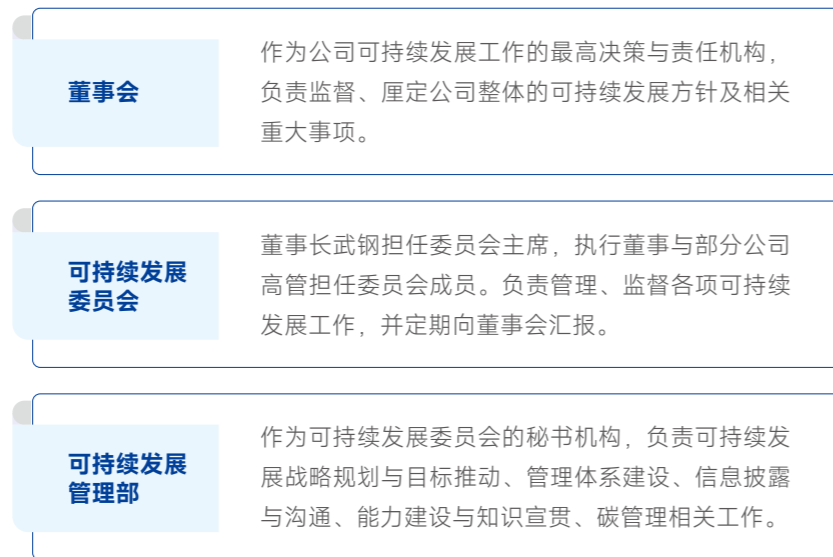 董事会
作为公司可持续发展工作的最高决策与责任机构，
负责监督、厘定公司整体的可持续发展方针及相关
重大事项。
可持续发展
委员会
董事长武钢担任委员会主席，执行董事与部分公司
高管担任委员会成员。负责管理、监督各项可持续
发展工作，并定期向董事会汇报。
可持续发展
管理部
作为可持续发展委员会的秘书机构，负责可持续发
展战略规划与目标推动、管理体系建设、信息披露
与沟通、能力建设与知识宣贯、碳管理相关工作。